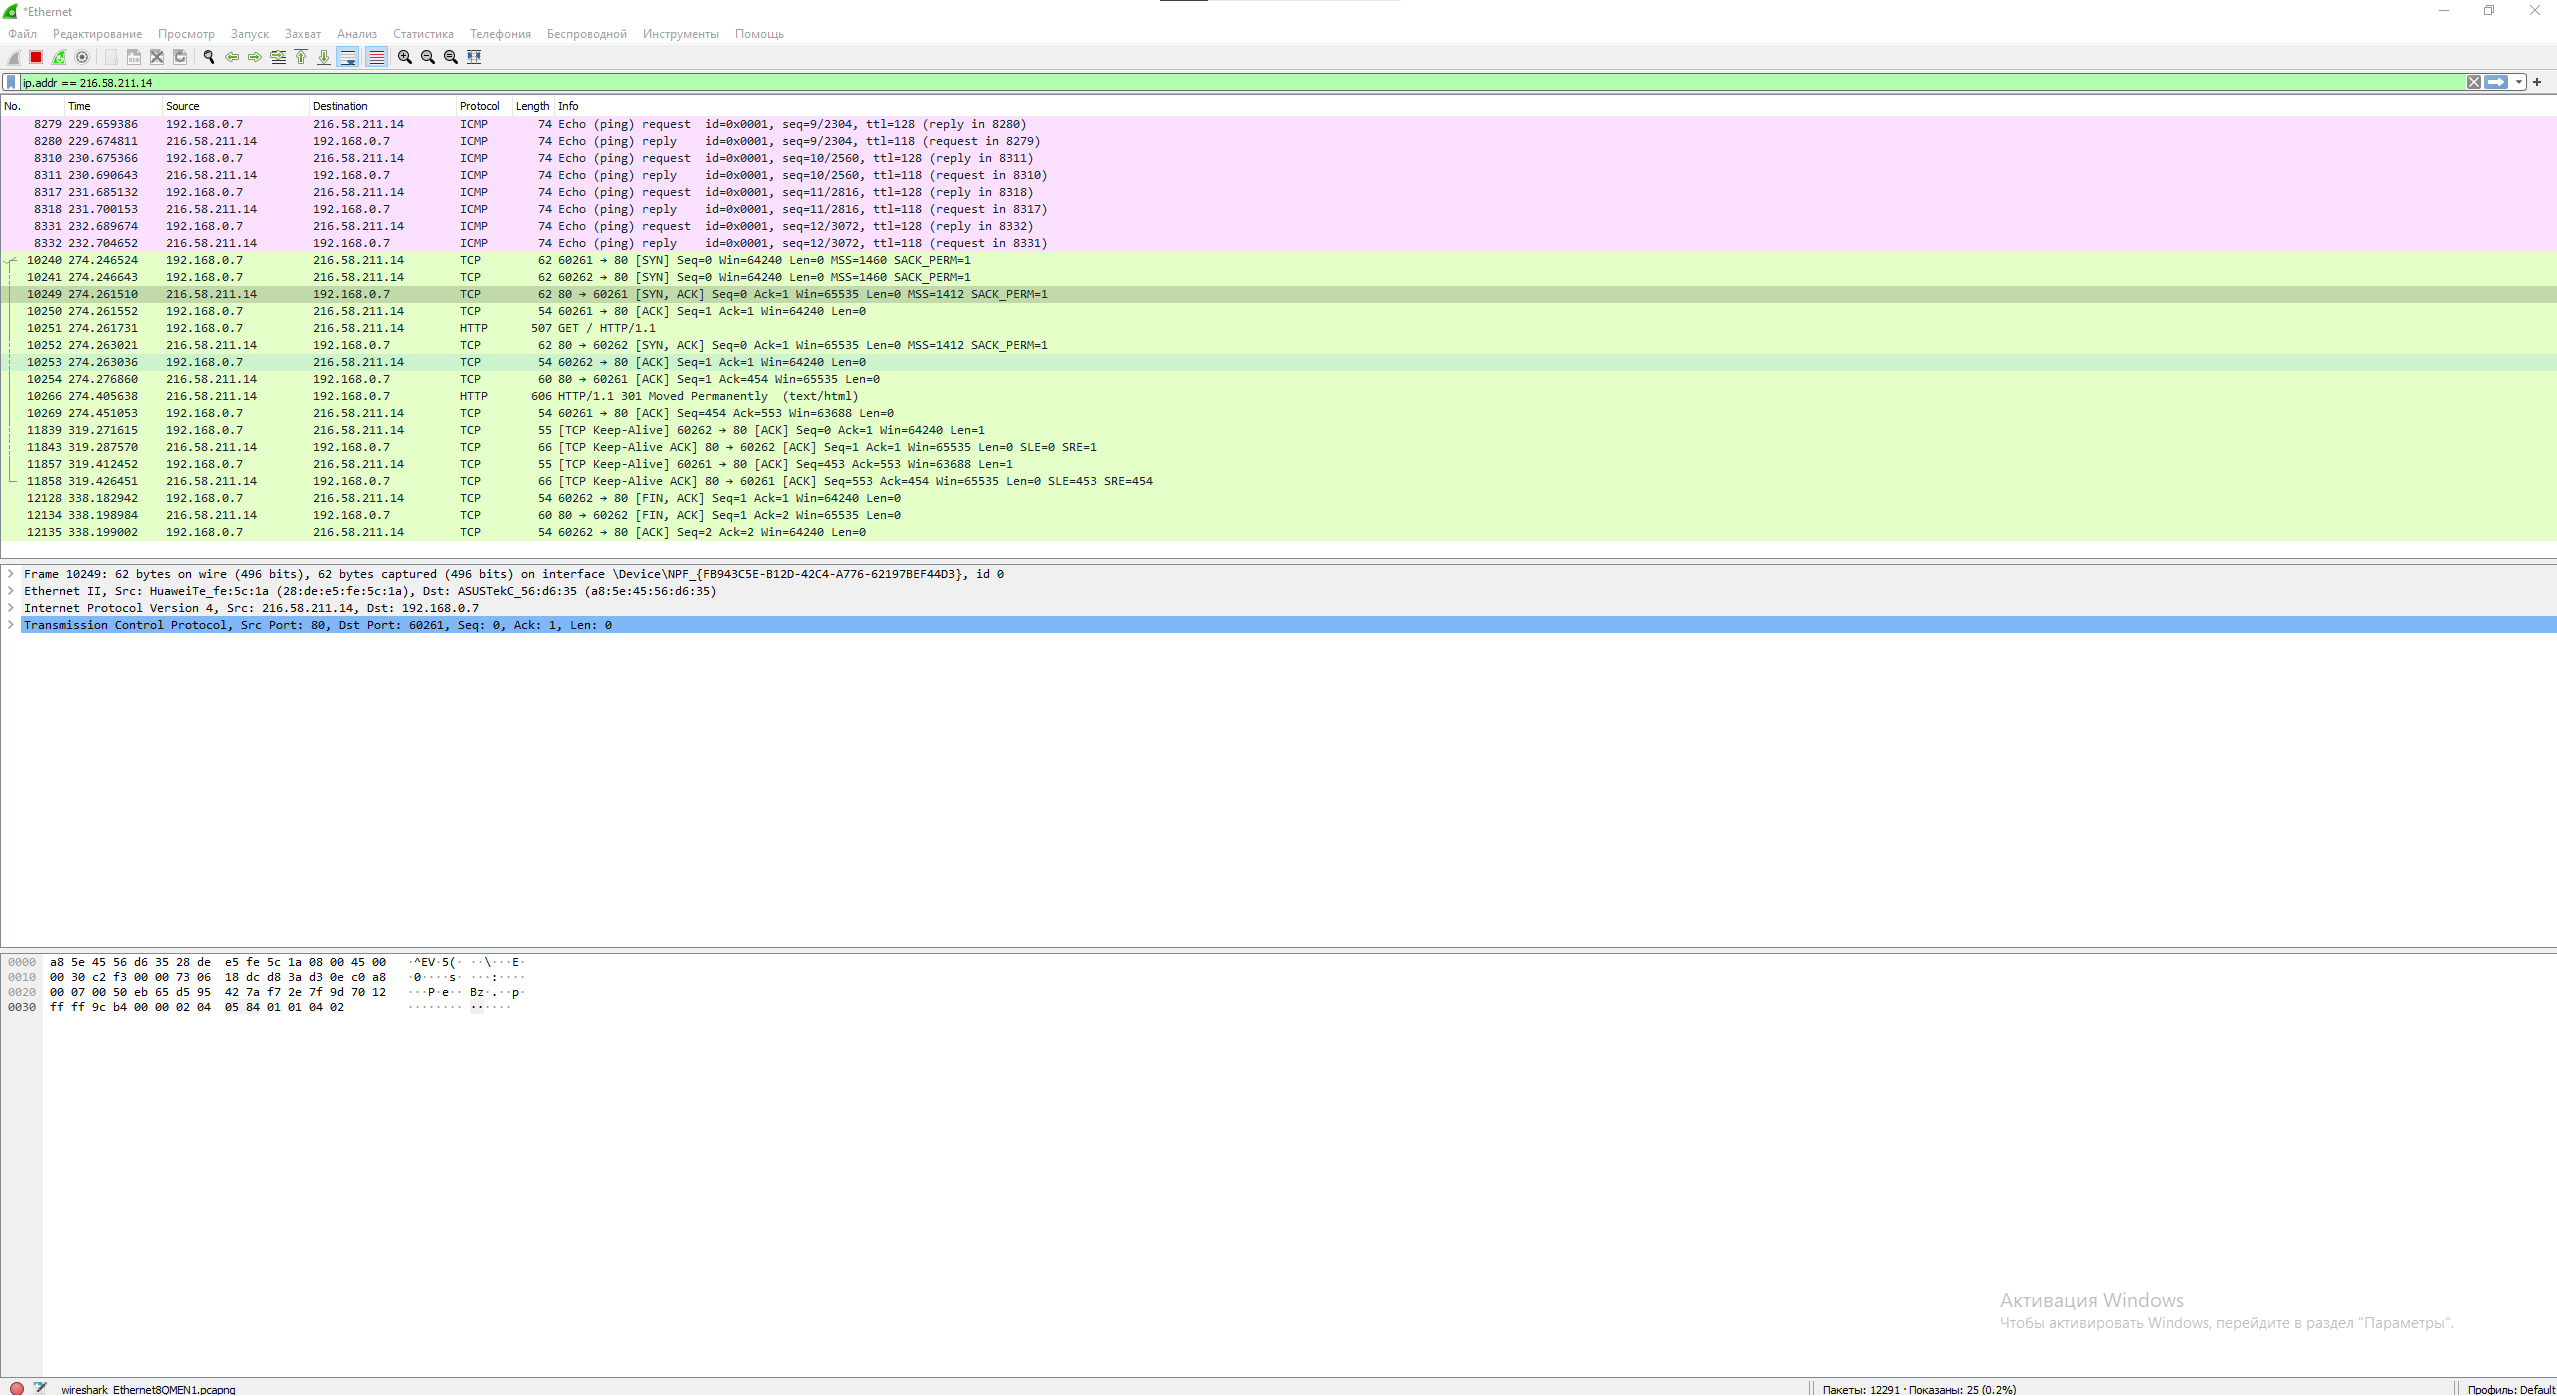 *Ethernet
Файл Редактирование Просмотр Запуск Захват Анализ Статистика Телефония Беспроводной Инструменты Помощь
ip.addr == 216.58.211.14
No. Time Source Destination Protocol Length Info
8279 229.659386 192.168.0.7 216.58.211.14 ICMP 74 Echo (ping) request id=0x0001, seq=9/2304, ttl=128 (reply in 8280)
8280 229.674811 216.58.211.14 192.168.0.7 ICMP 74 Echo (ping) reply id=0x0001, seq=9/2304, ttl=118 (request in 8279)
8310 230.675366 192.168.0.7 216.58.211.14 ICMP 74 Echo (ping) request id=0x0001, seq=10/2560, ttl=128 (reply in 8311)
8311 230.690643 216.58.211.14 192.168.0.7 ICMP 74 Echo (ping) reply id=0x0001, seq=10/2560, ttl=118 (request in 8310)
8317 231.685132 192.168.0.7 216.58.211.14 ICMP 74 Echo (ping) request id=0x0001, seq=11/2816, ttl=128 (reply in 8318)
8318 231.700153 216.58.211.14 192.168.0.7 ICMP 74 Echo (ping) reply id=0x0001, seq=11/2816, ttl=118 (request in 8317)
8331 232.689674 192.168.0.7 216.58.211.14 ICMP 74 Echo (ping) request id=0x0001, seq=12/3072, ttl=128 (reply in 8332)
8332 232.704652 216.58.211.14 192.168.0.7 ICMP 74 Echo (ping) reply id=0x0001, seq=12/3072, ttl=118 (request in 8331)
10240 274.246524 192.168.0.7 216.58.211.14 TCP 62 60261 → 80 [SYN] Seq=0 Win=64240 Len=0 MSS=1460 SACK_PERM=1
10241 274.246643 192.168.0.7 216.58.211.14 TCP 62 60262 → 80 [SYN] Seq=0 Win=64240 Len=0 MSS=1460 SACK_PERM=1
10249 274.261510 216.58.211.14 192.168.0.7 TCP 62 80 → 60261 [SYN, ACK] Seq=0 Ack=1 Win=65535 Len=0 MSS=1412 SACK_PERM=1
10250 274.261552 192.168.0.7 216.58.211.14 TCP 54 60261 → 80 [ACK] Seq=1 Ack=1 Win=64240 Len=0
10251 274.261731 192.168.0.7 216.58.211.14 HTTP 507 GET / HTTP/1.1
10252 274.263021 216.58.211.14 192.168.0.7 TCP 62 80 → 60262 [SYN, ACK] Seq=0 Ack=1 Win=65535 Len=0 MSS=1412 SACK_PERM=1
10253 274.263036 192.168.0.7 216.58.211.14 TCP 54 60262 → 80 [ACK] Seq=1 Ack=1 Win=64240 Len=0
10254 274.276860 216.58.211.14 192.168.0.7 TCP 60 80 → 60261 [ACK] Seq=1 Ack=454 Win=65535 Len=0
10266 274.405638 216.58.211.14 192.168.0.7 HTTP 606 HTTP/1.1 301 Moved Permanently (text/html)
10269 274.451053 192.168.0.7 216.58.211.14 TCP 54 60261 → 80 [ACK] Seq=454 Ack=553 Win=63688 Len=0
11839 319.271615 192.168.0.7 216.58.211.14 TCP 55 [TCP Keep-Alive] 60262 → 80 [ACK] Seq=0 Ack=1 Win=64240 Len=1
11843 319.287570 216.58.211.14 192.168.0.7 TCP 66 [TCP Keep-Alive ACK] 80 → 60262 [ACK] Seq=1 Ack=1 Win=65535 Len=0 SLE=0 SRE=1
11857 319.412452 192.168.0.7 216.58.211.14 TCP 55 [TCP Keep-Alive] 60261 → 80 [ACK] Seq=453 Ack=553 Win=63688 Len=1
11858 319.426451 216.58.211.14 192.168.0.7 TCP 66 [TCP Keep-Alive ACK] 80 → 60261 [ACK] Seq=553 Ack=454 Win=65535 Len=0 SLE=453 SRE=454
12128 338.182942 192.168.0.7 216.58.211.14 TCP 54 60262 → 80 [FIN, ACK] Seq=1 Ack=1 Win=64240 Len=0
12134 338.198984 216.58.211.14 192.168.0.7 TCP 60 80 → 60262 [FIN, ACK] Seq=1 Ack=2 Win=65535 Len=0
12135 338.199002 192.168.0.7 216.58.211.14 TCP 54 60262 → 80 [ACK] Seq=2 Ack=2 Win=64240 Len=0
Frame 10249: 62 bytes on wire (496 bits), 62 bytes captured (496 bits) on interface \Device\NPF_{FB943C5E-B12D-42C4-A776-62197BEF44D3}, id 0
Ethernet II, Src: HuaweiTe_fe:5c:1a (28:de:e5:fe:5c:1a), Dst: ASUSTekC_56:d6:35 (a8:5e:45:56:d6:35)
Internet Protocol Version 4, Src: 216.58.211.14, Dst: 192.168.0.7
Transmission Control Protocol, Src Port: 80, Dst Port: 60261, Seq: 0, Ack: 1, Len: 0
0000 a8 5e 45 56 d6 35 28 de e5 fe 5c 1a 08 00 45 00 ·^EV·5(· ···\···E·
0010 00 30 c2 f3 00 00 73 06 18 dc d8 3a d3 0e c0 a8 ·0····s· ···:····
0020 00 07 00 50 eb 65 d5 95 42 7a f7 2e 7f 9d 70 12 ···P·e·· Bz·.··p·
0030 ff ff 9c b4 00 00 02 04 05 84 01 01 04 02 ········ ······
Активация Windows
Чтобы активировать Windows, перейдите в раздел "Параметры".
wireshark_Ethernet8QMEN1.pcapng Пакеты: 12291 · Показаны: 25 (0.2%) Профиль: Default